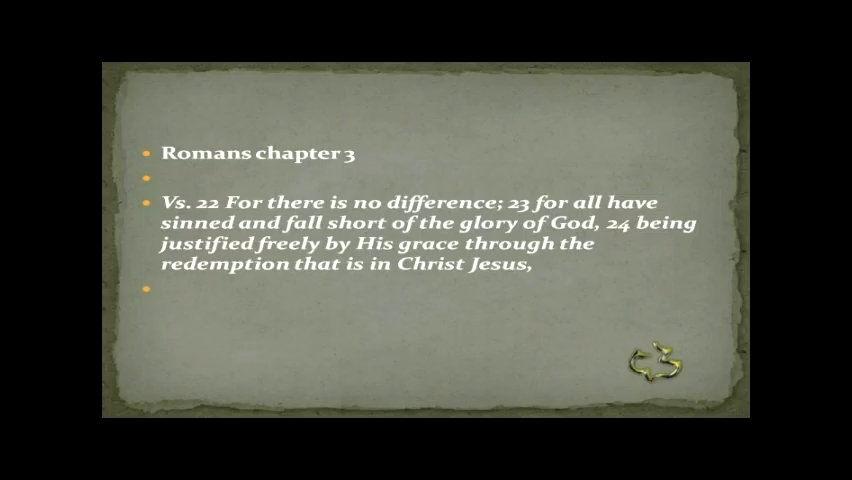 Romans chapter 3
Vs. 22 For there is no difference; 23 for all have
sinned and fall short of the glory of God, 24 being
justified freely by His grace through the
redemption that is in Christ Jesus,